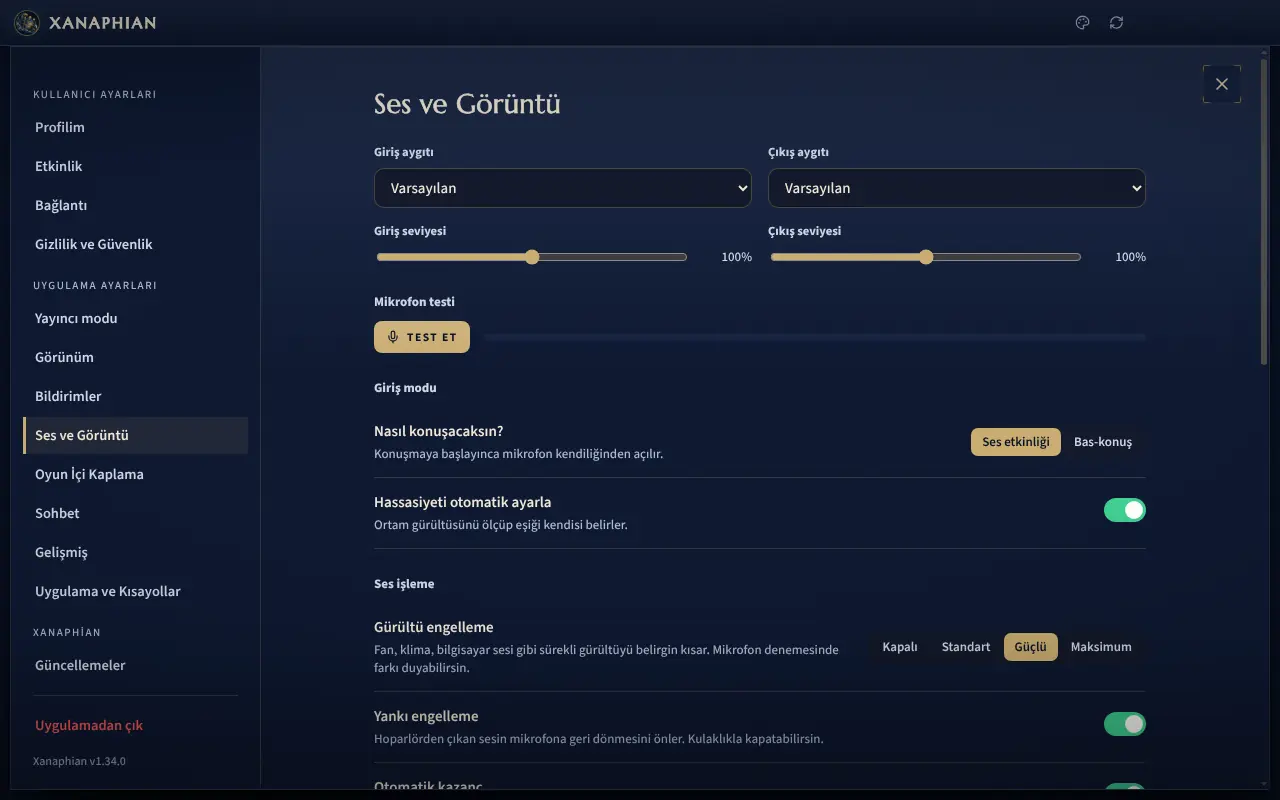 XANAPHIAN
KULLANICI AYARLARI
Profilim
Etkinlik
Bağlantı
Gizlilik ve Güvenlik
UYGULAMA AYARLARI
Yayıncı modu
Görünüm
Bildirimler
Ses ve Görüntü
Oyun İçi Kaplama
Sohbet
Gelişmiş
Uygulama ve Kısayollar
XANAPHİAN
Güncellemeler
Uygulamadan çık
Xanaphian v1.34.0
Ses ve Görüntü
Giriş aygıtı
Çıkış aygıtı
Varsayılan
Varsayılan
Giriş seviyesi
Çıkış seviyesi
100%
100%
Mikrofon testi
TEST ET
Giriş modu
Nasıl konuşacaksın?
Konuşmaya başlayınca mikrofon kendiliğinden açılır.
Ses etkinliği
Bas-konuş
Hassasiyeti otomatik ayarla
Ortam gürültüsünü ölçüp eşiği kendisi belirler.
Ses işleme
Gürültü engelleme
Fan, klima, bilgisayar sesi gibi sürekli gürültüyü belirgin kısar. Mikrofon denemesinde
farkı duyabilirsin.
Kapalı
Standart
Güçlü
Maksimum
Yankı engelleme
Hoparlörden çıkan sesin mikrofona geri dönmesini önler. Kulaklıkla kapatabilirsin.
Otomatik kazanç